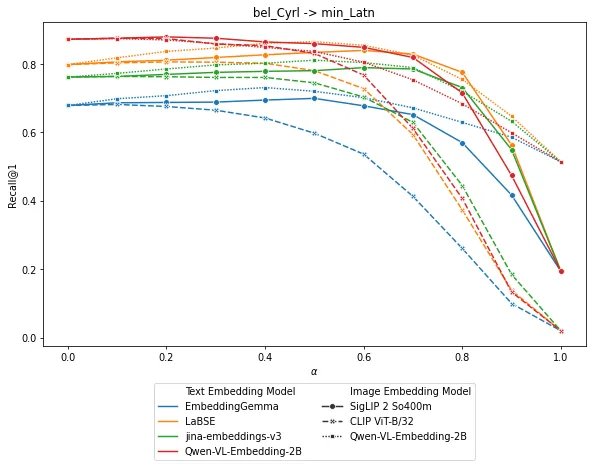 bel_Cyrl -> min_Latn
Recall@1
0.8
0.6
0.4
0.2
0.0
0.0 0.2 0.4 0.6 0.8 1.0
α
Text Embedding Model
EmbeddingGemma
LaBSE
jina-embeddings-v3
Qwen-VL-Embedding-2B
Image Embedding Model
SigLIP 2 So400m
CLIP ViT-B/32
Qwen-VL-Embedding-2B